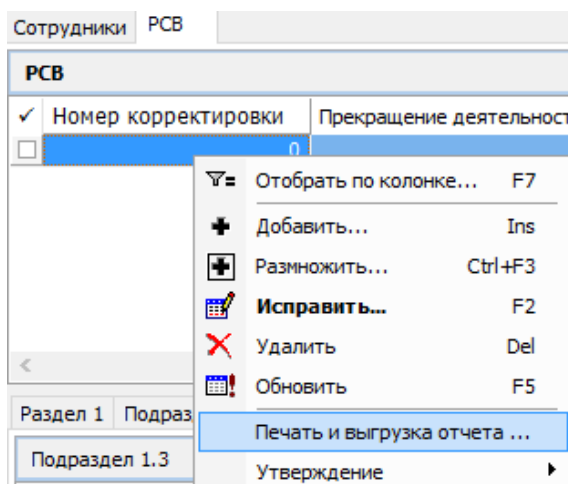 Сотрудники РСВ
РСВ
✓ Номер корректировки Прекращение деятельност
0
Отобрать по колонке... F7
Добавить... Ins
Размножить... Ctrl+F3
Исправить... F2
Удалить Del
Обновить F5
Раздел 1 Подраз
Печать и выгрузка отчета ...
Подраздел 1.3
Утверждение